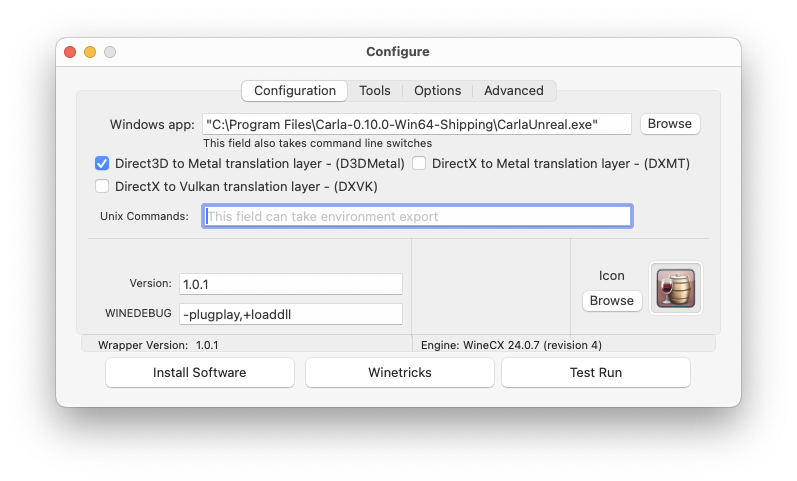 Configure
Configuration Tools Options Advanced
Windows app: "C:\Program Files\Carla-0.10.0-Win64-Shipping\CarlaUnreal.exe" Browse
This field also takes command line switches
Direct3D to Metal translation layer - (D3DMetal) DirectX to Metal translation layer - (DXMT)
DirectX to Vulkan translation layer - (DXVK)
Unix Commands: This field can take environment export
Icon
Version: 1.0.1
Browse
WINEDEBUG -plugplay,+loaddll
Wrapper Version: 1.0.1 Engine: WineCX 24.0.7 (revision 4)
Install Software Winetricks Test Run